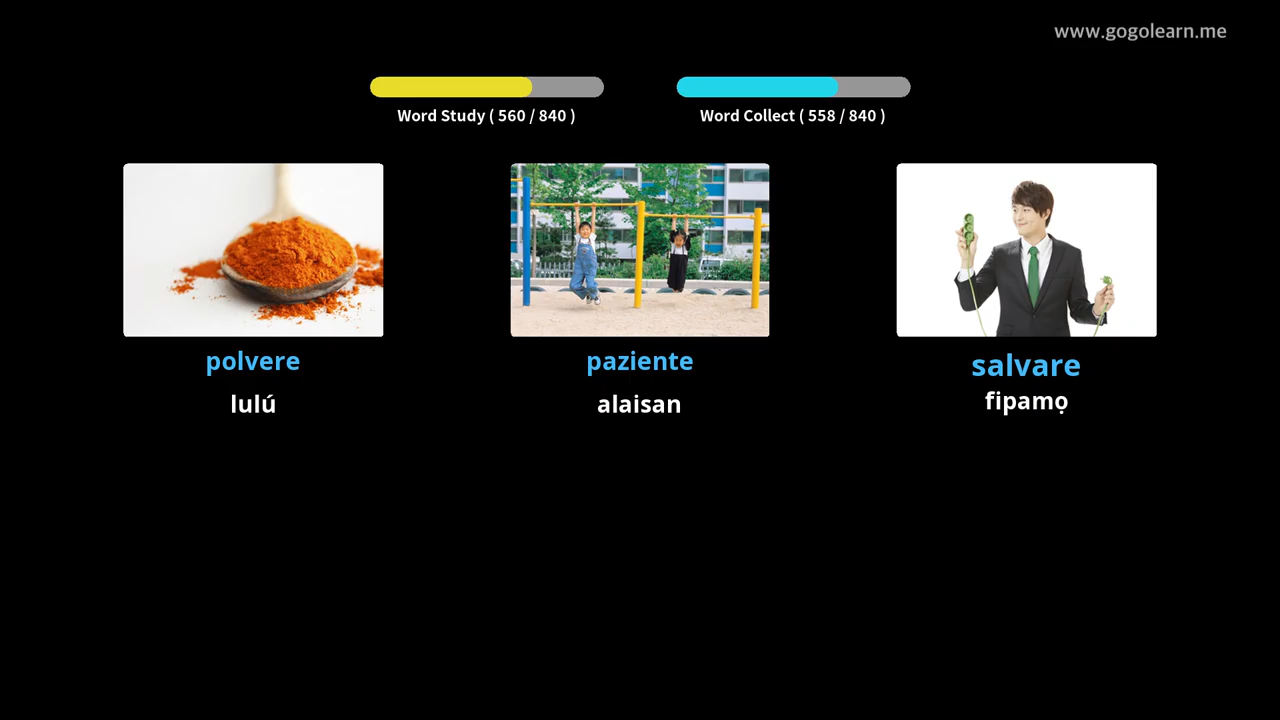 www.gogolearn.me
Word Study ( 560 / 840 )
Word Collect ( 558 / 840 )
polvere
paziente
salvare
lulú
alaisan
fipamọ